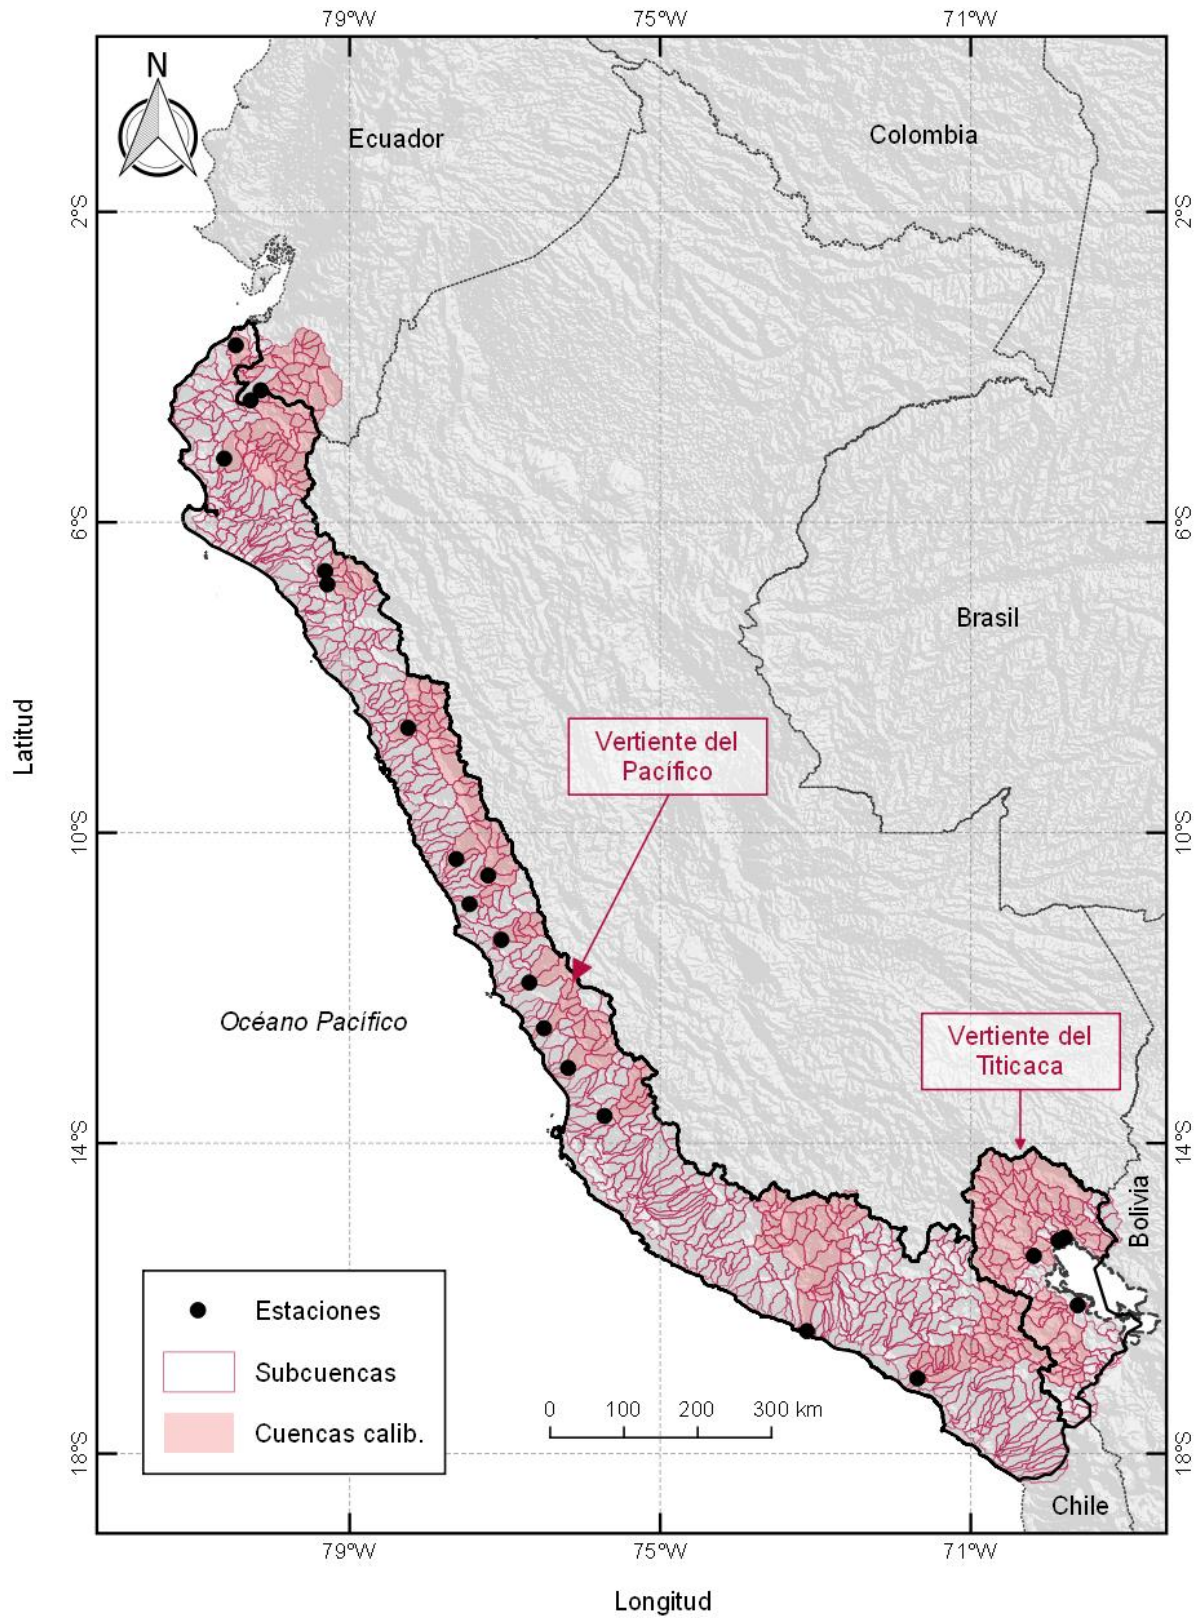 79°W
75°W
71°W
N
Ecuador
Colombia
2°S
2°S
6°S
6°S
Brasil
Latitud
Vertiente del
Pacífico
10°S
10°S
Océano Pacífico
Vertiente del
Titicaca
14°S
14°S
Bolivia
Estaciones
Subcuencas
Cuencas calib.
0 100 200 300 km
18°S
18°S
Chile
79°W
75°W
71°W
Longitud